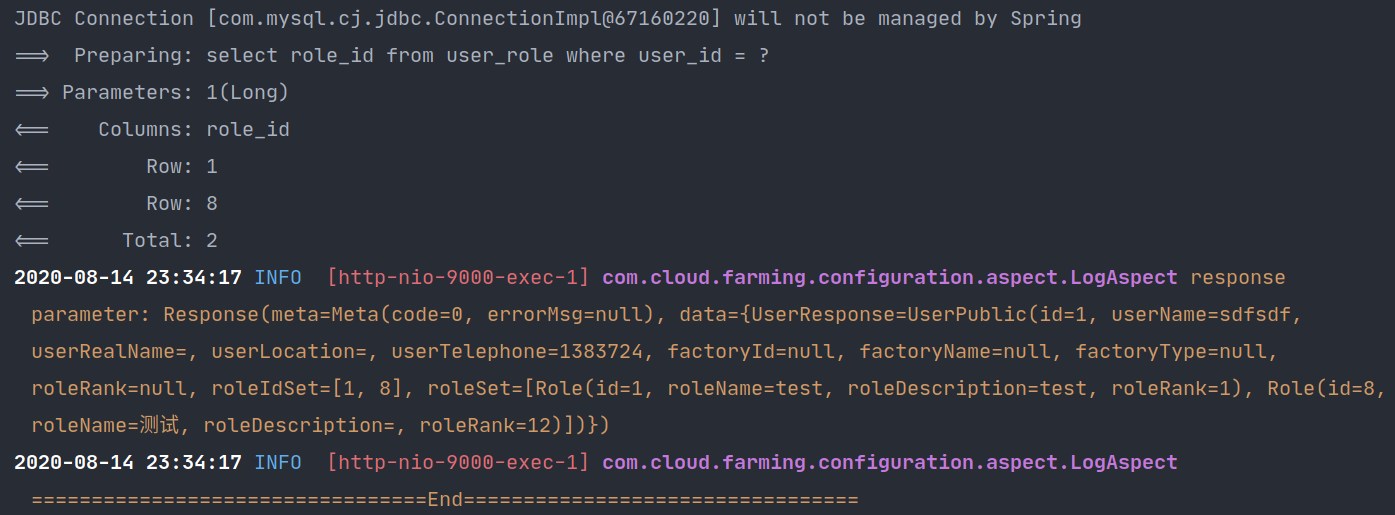 JDBC Connection [com.mysql.cj.jdbc.ConnectionImpl@67160220] will not be managed by Spring
==>  Preparing: select role_id from user_role where user_id = ?
==> Parameters: 1(Long)
<==    Columns: role_id
<==        Row: 1
<==        Row: 8
<==      Total: 2
2020-08-14 23:34:17 INFO  [http-nio-9000-exec-1] com.cloud.farming.configuration.aspect.LogAspect response
parameter: Response(meta=Meta(code=0, errorMsg=null), data={UserResponse=UserPublic(id=1, userName=sdfsdf,
userRealName=, userLocation=, userTelephone=1383724, factoryId=null, factoryName=null, factoryType=null,
roleRank=null, roleIdSet=[1, 8], roleSet=[Role(id=1, roleName=test, roleDescription=test, roleRank=1), Role(id=8,
roleName=测试, roleDescription=, roleRank=12)])})
2020-08-14 23:34:17 INFO  [http-nio-9000-exec-1] com.cloud.farming.configuration.aspect.LogAspect
=================================End=================================